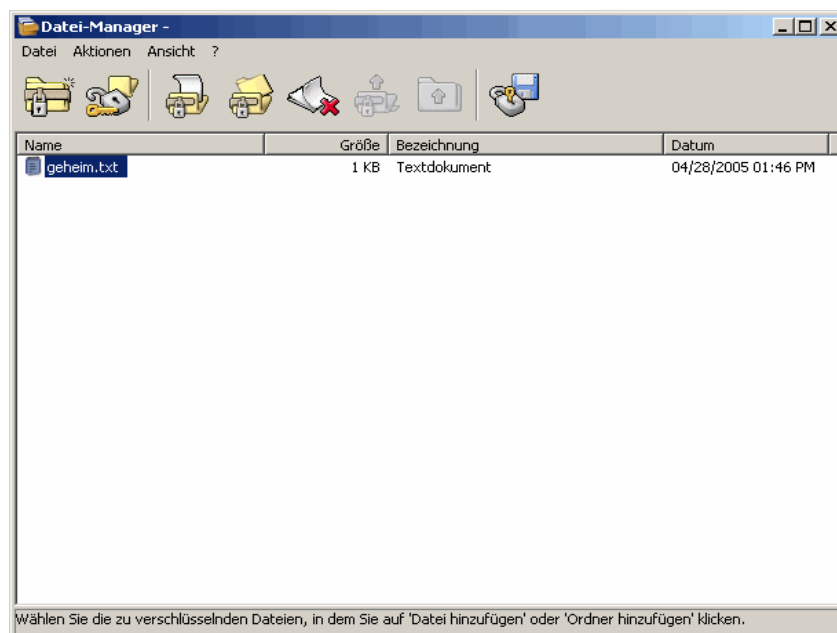 Datei-Manager -
Datei Aktionen Ansicht ?
Name Größe Bezeichnung Datum
geheim.txt 1 KB Textdokument 04/28/2005 01:46 PM
Wählen Sie die zu verschlüsselnden Dateien, in dem Sie auf 'Datei hinzufügen' oder 'Ordner hinzufügen' klicken.